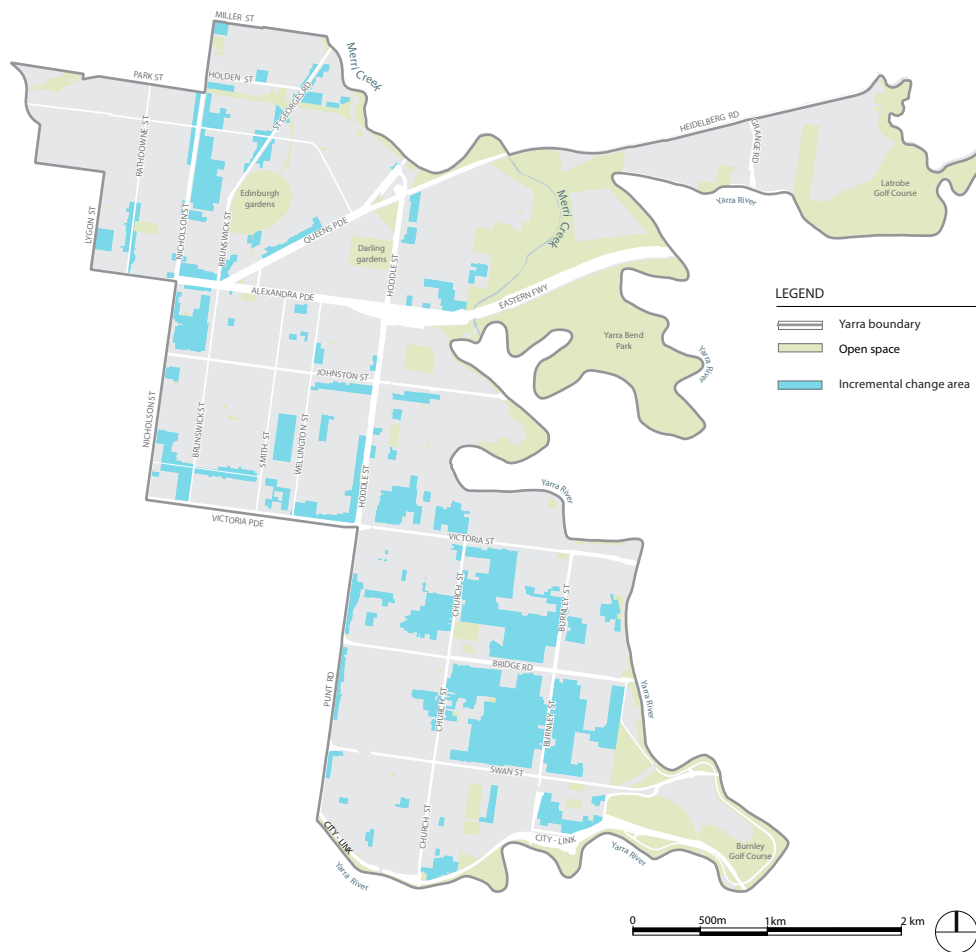 MILLER ST
Merri Creek
PARK ST
HOLDEN ST
ST GEORGES RD
HEIDELBERG RD
GRANGE RD
RATHDOWNE ST
Edinburgh
gardens
Merri Creek
Yarra River
Latrobe
Golf Course
LYGON ST
NICHOLSON ST
BRUNSWICK ST
QUEENS PDE
Darling
gardens
HODDLE ST
ALEXANDRA PDE
EASTERN FWY
LEGEND
Yarra boundary
Open space
Incremental change area
Yarra Bend
Park
Yarra River
JOHNSTON ST
NICHOLSON ST
BRUNSWICK ST
SMITH ST
WELLINGTON ST
HODDLE ST
Yarra River
VICTORIA PDE
VICTORIA ST
CHURCH ST
BURNLEY ST
BRIDGE RD
PUNT RD
CHURCH ST
BURNLEY ST
Yarra River
SWAN ST
CITY - LINK
CHURCH ST
CITY - LINK
Yarra River
Yarra River
Burnley
Golf Course
0 500m 1km 2 km